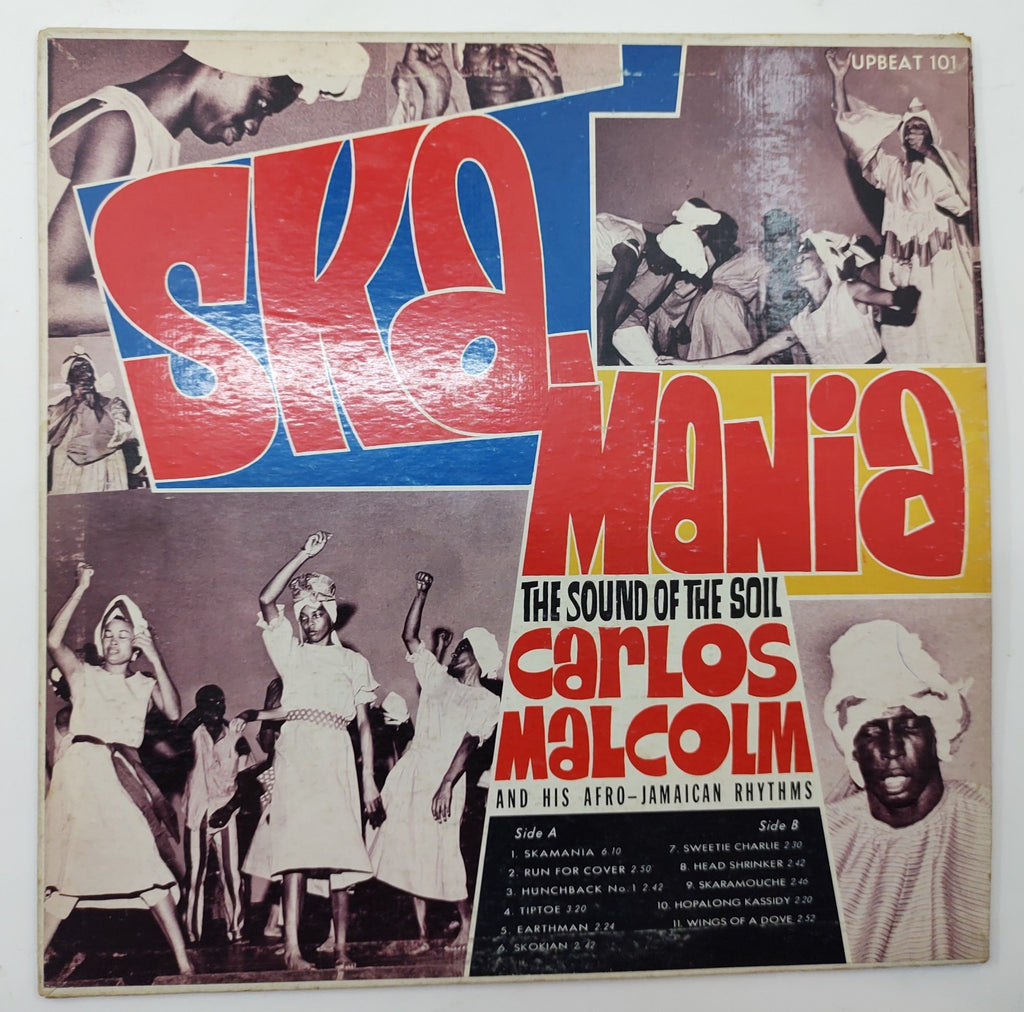 UPBEAT 101
SKa
MaNia
THE SOUND OF THE SOIL
CarLOS
MaLCOLM
AND HIS AFRO-JAMAICAN RHYTHMS
Side A
1. SKAMANIA 6.10
2. RUN FOR COVER 2.50
3. HUNCHBACK No. 1 2.42
4. TIPTOE 3.20
5. EARTHMAN 2.24
6. SKOKIAN 2.42
Side B
7. SWEETIE CHARLIE 2.30
8. HEAD SHRINKER 2.42
9. SKARAMOUCHE 2.46
10. HOPALONG KASSIDY 2.20
11. WINGS OF A DOVE 2.52